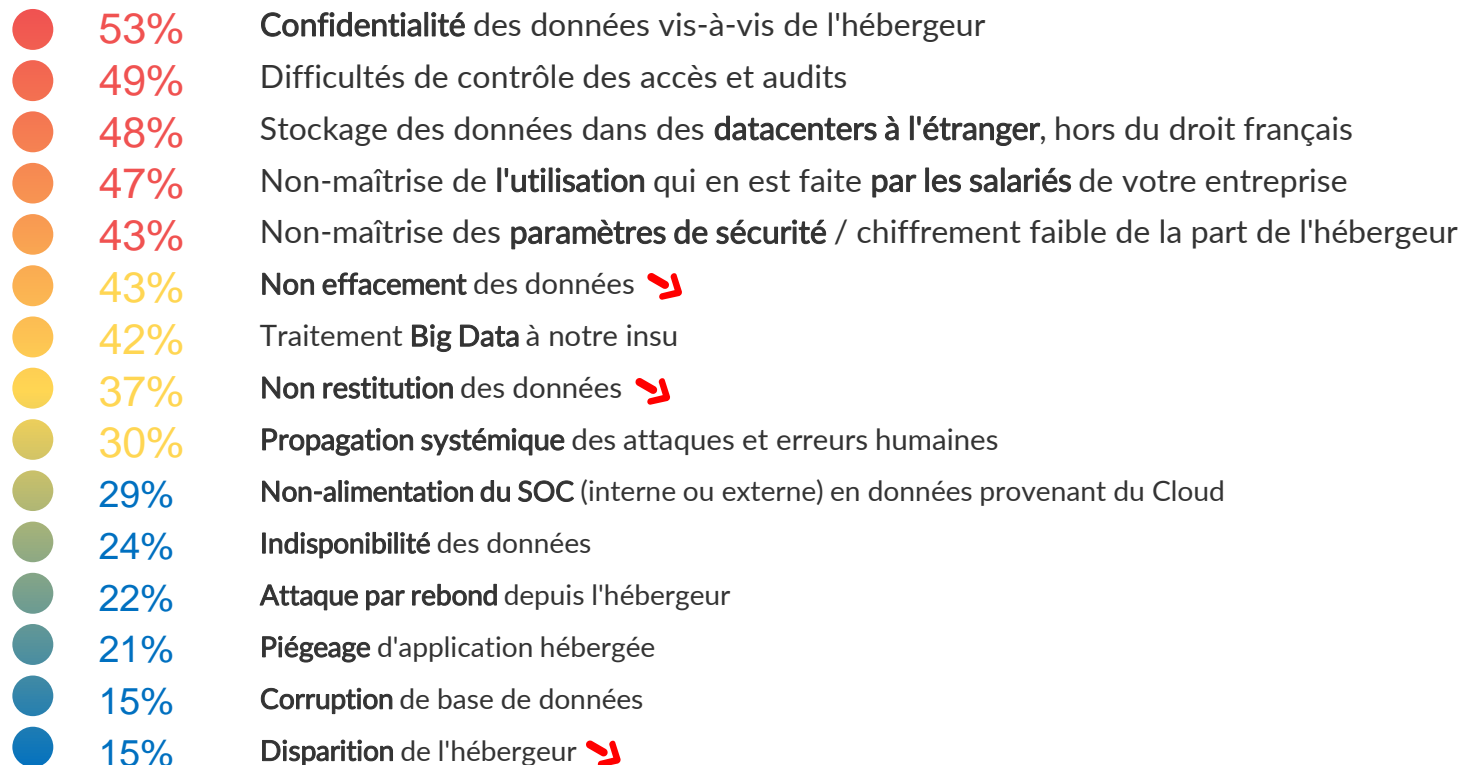 53% Confidentialité des données vis-à-vis de l'hébergeur
49% Difficultés de contrôle des accès et audits
48% Stockage des données dans des datacenters à l'étranger, hors du droit français
47% Non-maîtrise de l'utilisation qui en est faite par les salariés de votre entreprise
43% Non-maîtrise des paramètres de sécurité / chiffrement faible de la part de l'hébergeur
43% Non effacement des données
42% Traitement Big Data à notre insu
37% Non restitution des données
30% Propagation systémique des attaques et erreurs humaines
29% Non-alimentation du SOC (interne ou externe) en données provenant du Cloud
24% Indisponibilité des données
22% Attaque par rebond depuis l'hébergeur
21% Piégeage d'application hébergée
15% Corruption de base de données
15% Disparition de l'hébergeur